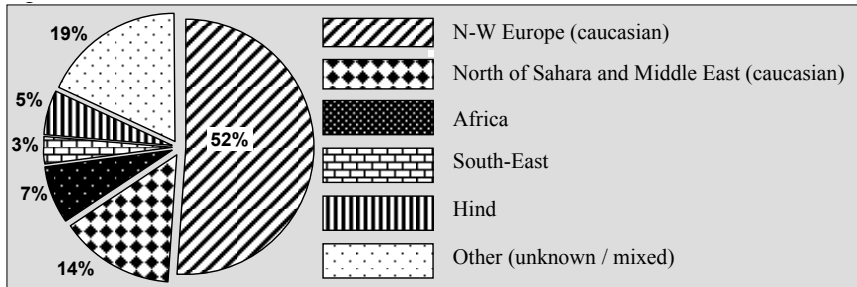 19%
N-W Europe (caucasian)
North of Sahara and Middle East (caucasian)
5%
Africa
52%
3%
South-East
7%
Hind
14%
Other (unknown / mixed)